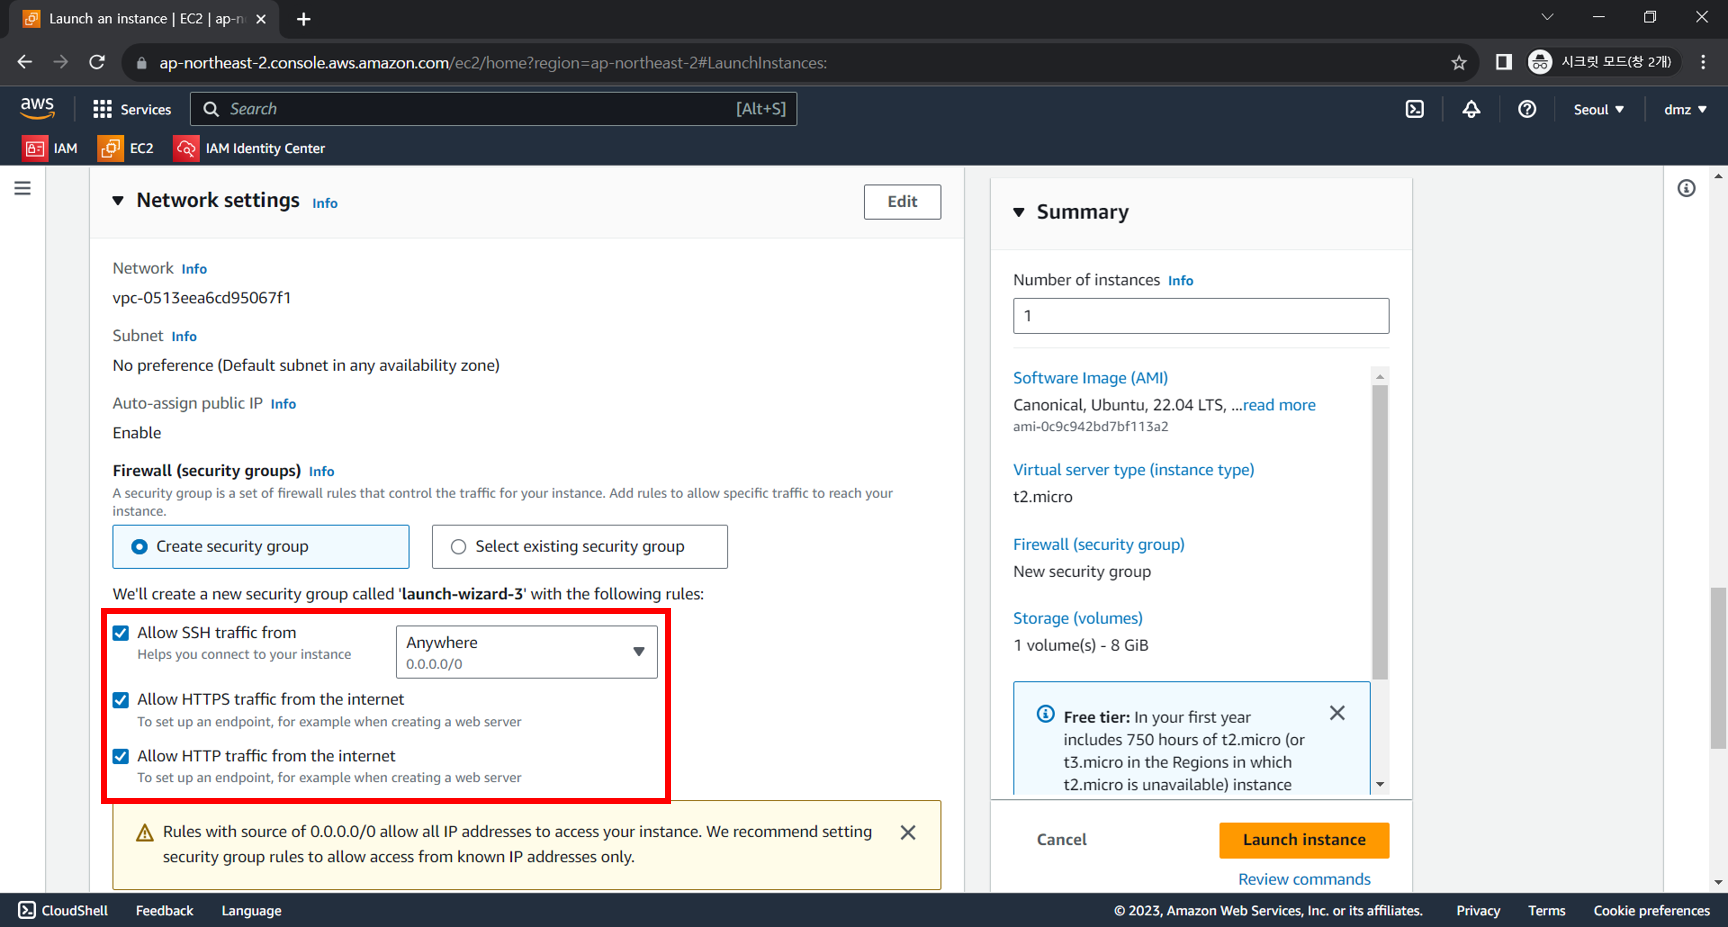 Launch an instance | EC2 | ap-n
ap-northeast-2.console.aws.amazon.com/ec2/home?region=ap-northeast-2#LaunchInstances:
시크릿 모드(창 2개)
aws
Services
Search
[Alt+S]
Seoul
dmz
IAM
EC2
IAM Identity Center
Network settings Info
Edit
Network Info
vpc-0513eea6cd95067f1
Subnet Info
No preference (Default subnet in any availability zone)
Auto-assign public IP Info
Enable
Firewall (security groups) Info
A security group is a set of firewall rules that control the traffic for your instance. Add rules to allow specific traffic to reach your
instance.
Create security group
Select existing security group
We'll create a new security group called 'launch-wizard-3' with the following rules:
Allow SSH traffic from
Helps you connect to your instance
Anywhere
0.0.0.0/0
Allow HTTPS traffic from the internet
To set up an endpoint, for example when creating a web server
Allow HTTP traffic from the internet
To set up an endpoint, for example when creating a web server
Rules with source of 0.0.0.0/0 allow all IP addresses to access your instance. We recommend setting
security group rules to allow access from known IP addresses only.
Summary
Number of instances Info
1
Software Image (AMI)
Canonical, Ubuntu, 22.04 LTS, ...read more
ami-0c9c942bd7bf113a2
Virtual server type (instance type)
t2.micro
Firewall (security group)
New security group
Storage (volumes)
1 volume(s) - 8 GiB
Free tier: In your first year
includes 750 hours of t2.micro (or
t3.micro in the Regions in which
t2.micro is unavailable) instance
Cancel
Launch instance
Review commands
CloudShell
Feedback
Language
© 2023, Amazon Web Services, Inc. or its affiliates.
Privacy
Terms
Cookie preferences